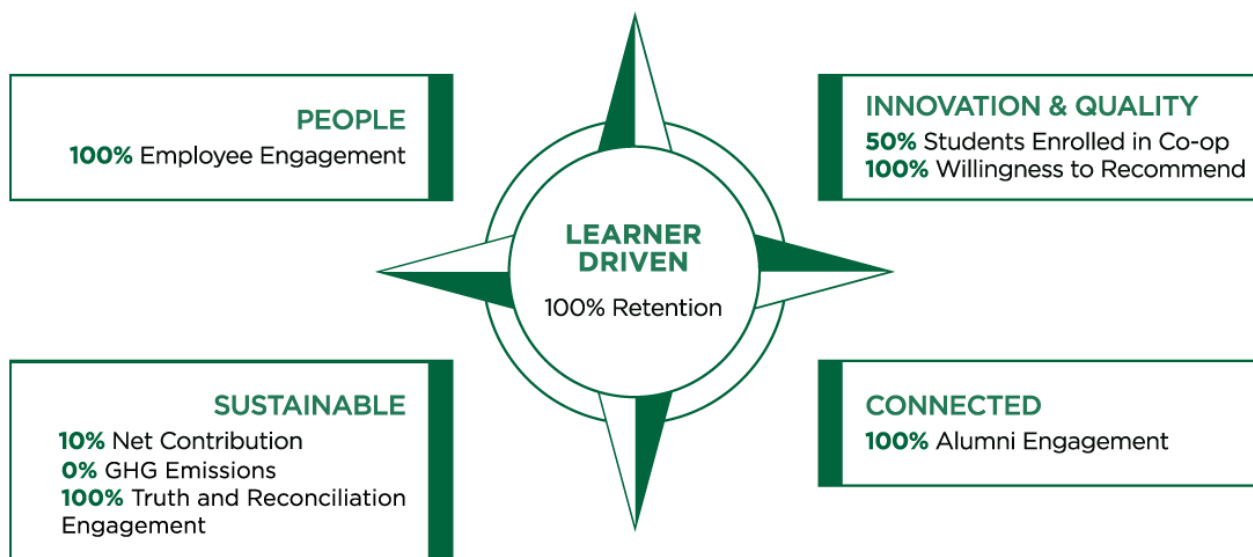 PEOPLE
100% Employee Engagement
INNOVATION & QUALITY
50% Students Enrolled in Co-op
100% Willingness to Recommend
LEARNER
DRIVEN
100% Retention
SUSTAINABLE
10% Net Contribution
0% GHG Emissions
100% Truth and Reconciliation
Engagement
CONNECTED
100% Alumni Engagement